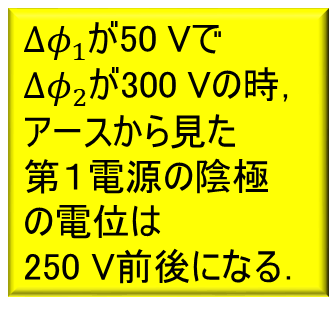 Δ𝜙₁が50 Vで
Δ𝜙₂が300 Vの時,
アースから見た
第１電源の陰極
の電位は
250 V前後になる.